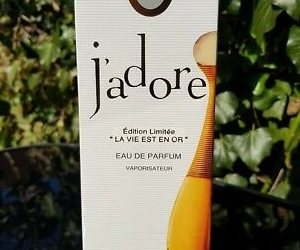 j'adore
Édition Limitée
" LA VIE EST EN OR "
EAU DE PARFUM
VAPORISATEUR